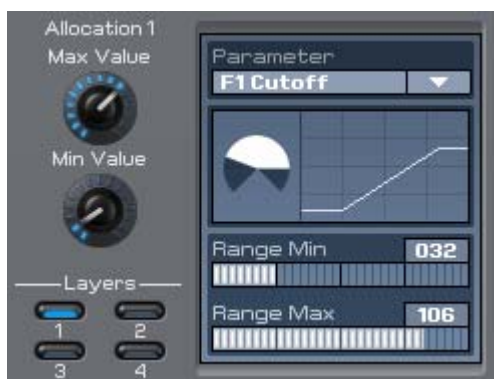 Allocation 1
Max Value
Min Value
Layers
1 2
3 4
Parameter
F1 Cutoff
Range Min 032
Range Max 106